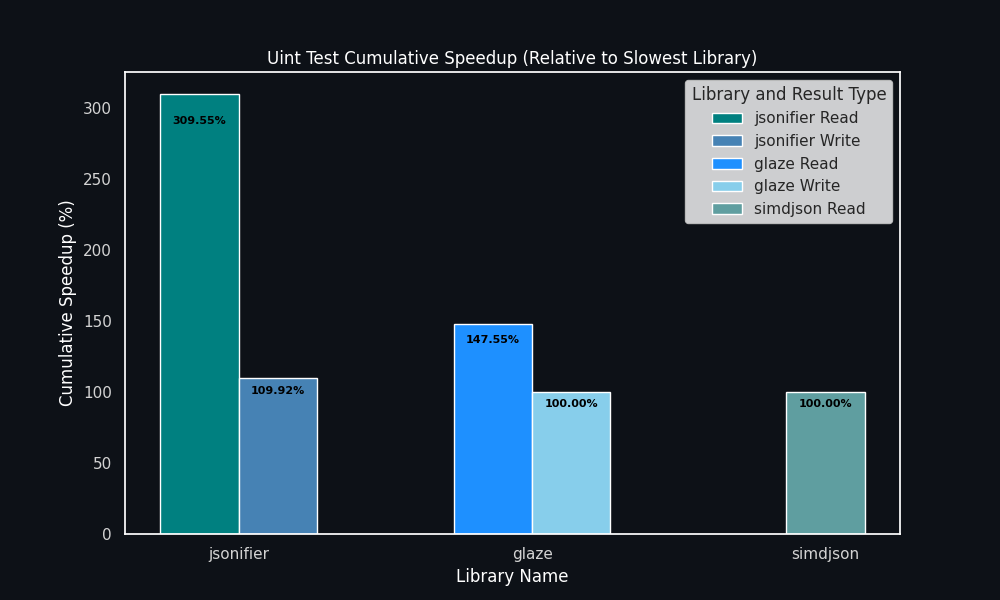 Uint Test Cumulative Speedup (Relative to Slowest Library)
Library and Result Type
jsonifier Read
jsonifier Write
glaze Read
glaze Write
simdjson Read
Cumulative Speedup (%)
300
250
200
150
100
50
0
309.55%
109.92%
147.55%
100.00%
100.00%
jsonifier
glaze
simdjson
Library Name